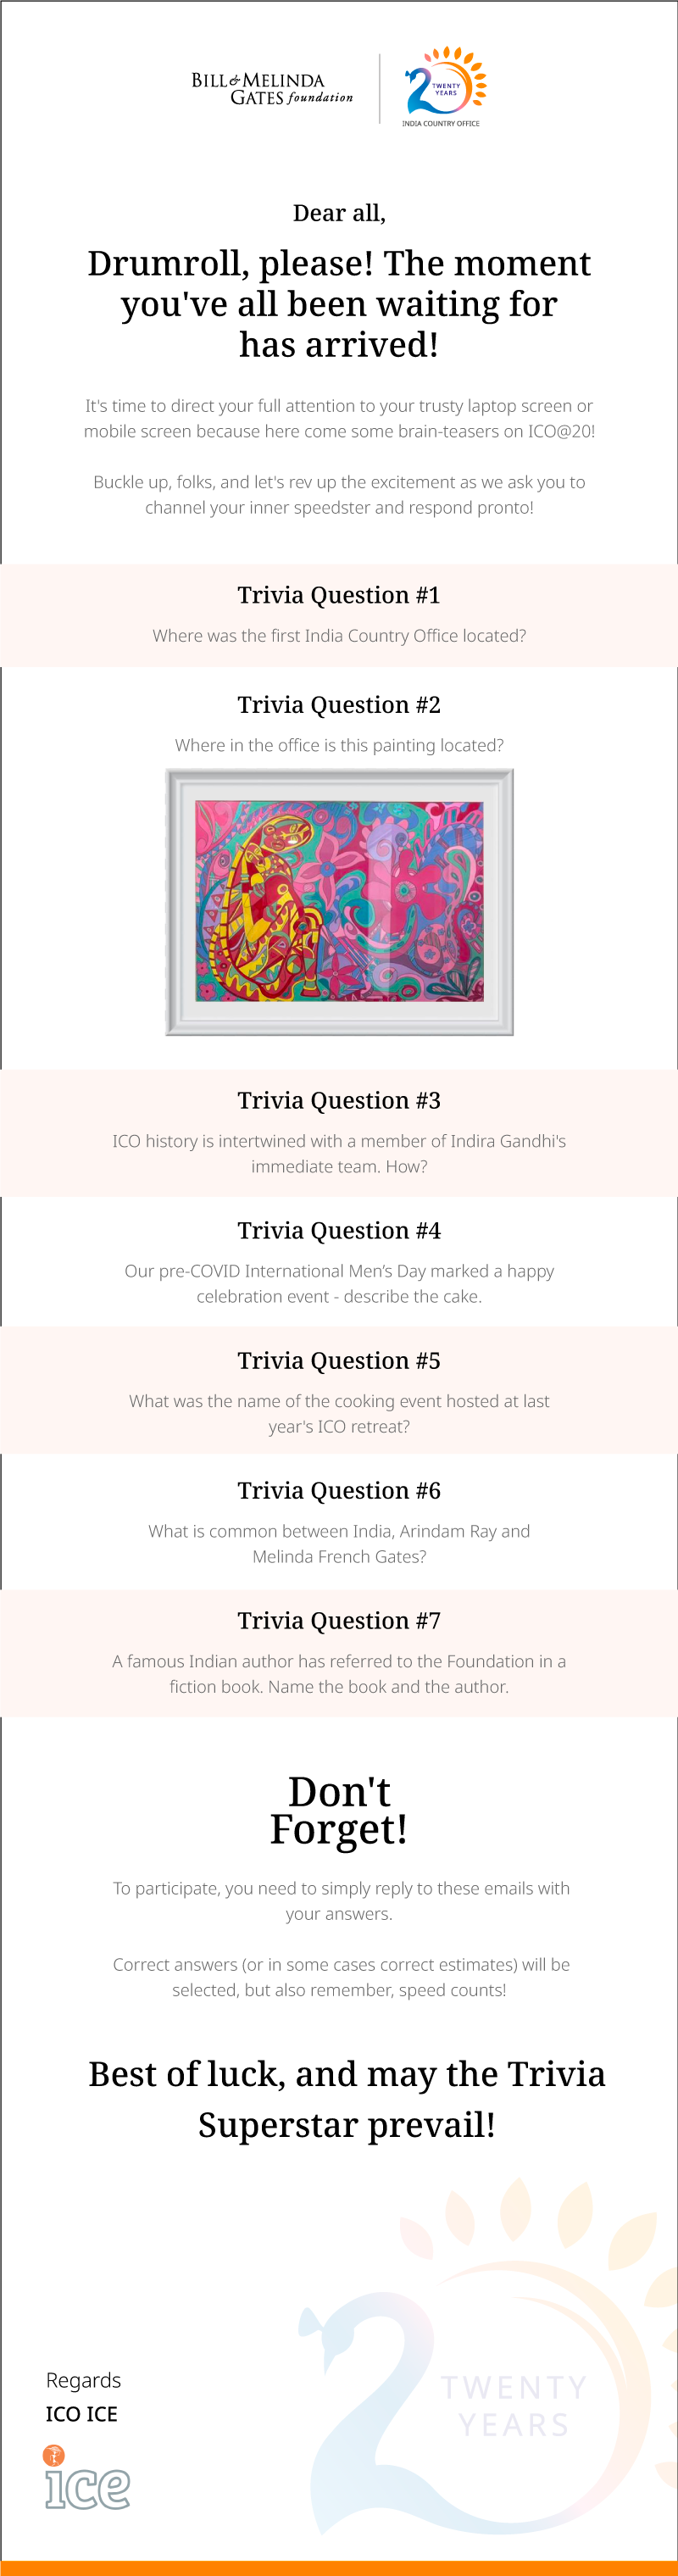 BILL & MELINDA
GATES foundation
TWENTY
YEARS
INDIA COUNTRY OFFICE
Dear all,
Drumroll, please! The moment
you've all been waiting for
has arrived!
It's time to direct your full attention to your trusty laptop screen or
mobile screen because here come some brain-teasers on ICO@20!
Buckle up, folks, and let's rev up the excitement as we ask you to
channel your inner speedster and respond pronto!
Trivia Question #1
Where was the first India Country Office located?
Trivia Question #2
Where in the office is this painting located?
Trivia Question #3
ICO history is intertwined with a member of Indira Gandhi's
immediate team. How?
Trivia Question #4
Our pre-COVID International Men’s Day marked a happy
celebration event - describe the cake.
Trivia Question #5
What was the name of the cooking event hosted at last
year's ICO retreat?
Trivia Question #6
What is common between India, Arindam Ray and
Melinda French Gates?
Trivia Question #7
A famous Indian author has referred to the Foundation in a
fiction book. Name the book and the author.
Don't
Forget!
To participate, you need to simply reply to these emails with
your answers.
Correct answers (or in some cases correct estimates) will be
selected, but also remember, speed counts!
Best of luck, and may the Trivia
Superstar prevail!
Regards
ICO ICE
ice
TWENTY
YEARS